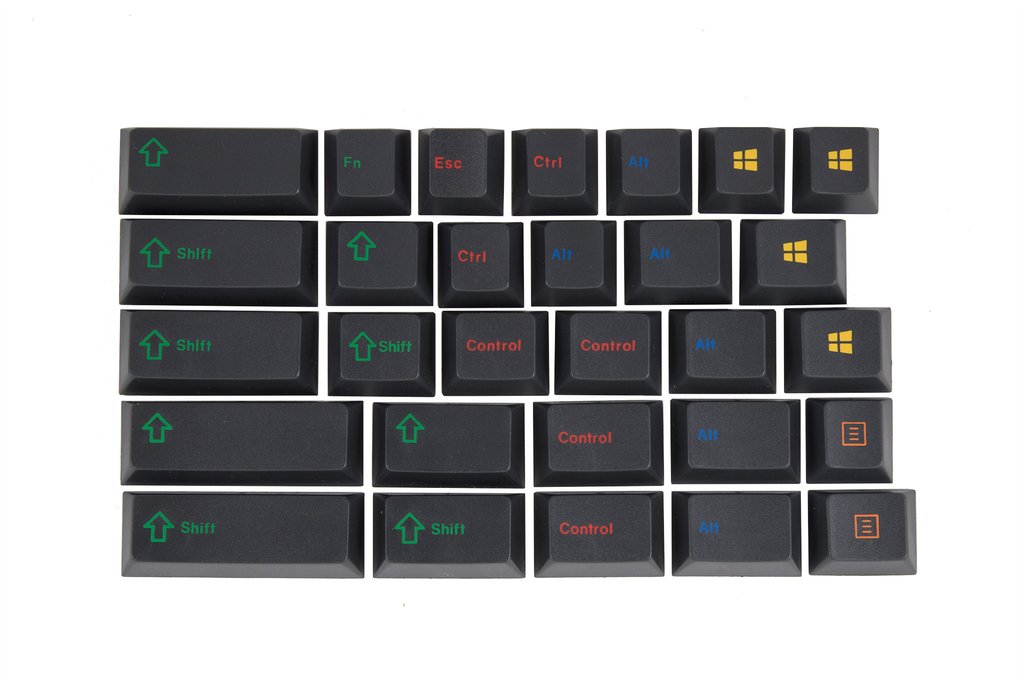 Fn Esc Ctrl Alt
Shift Ctrl Alt Alt
Shift Shift Control Control Alt
Control Alt
Shift Shift Control Alt